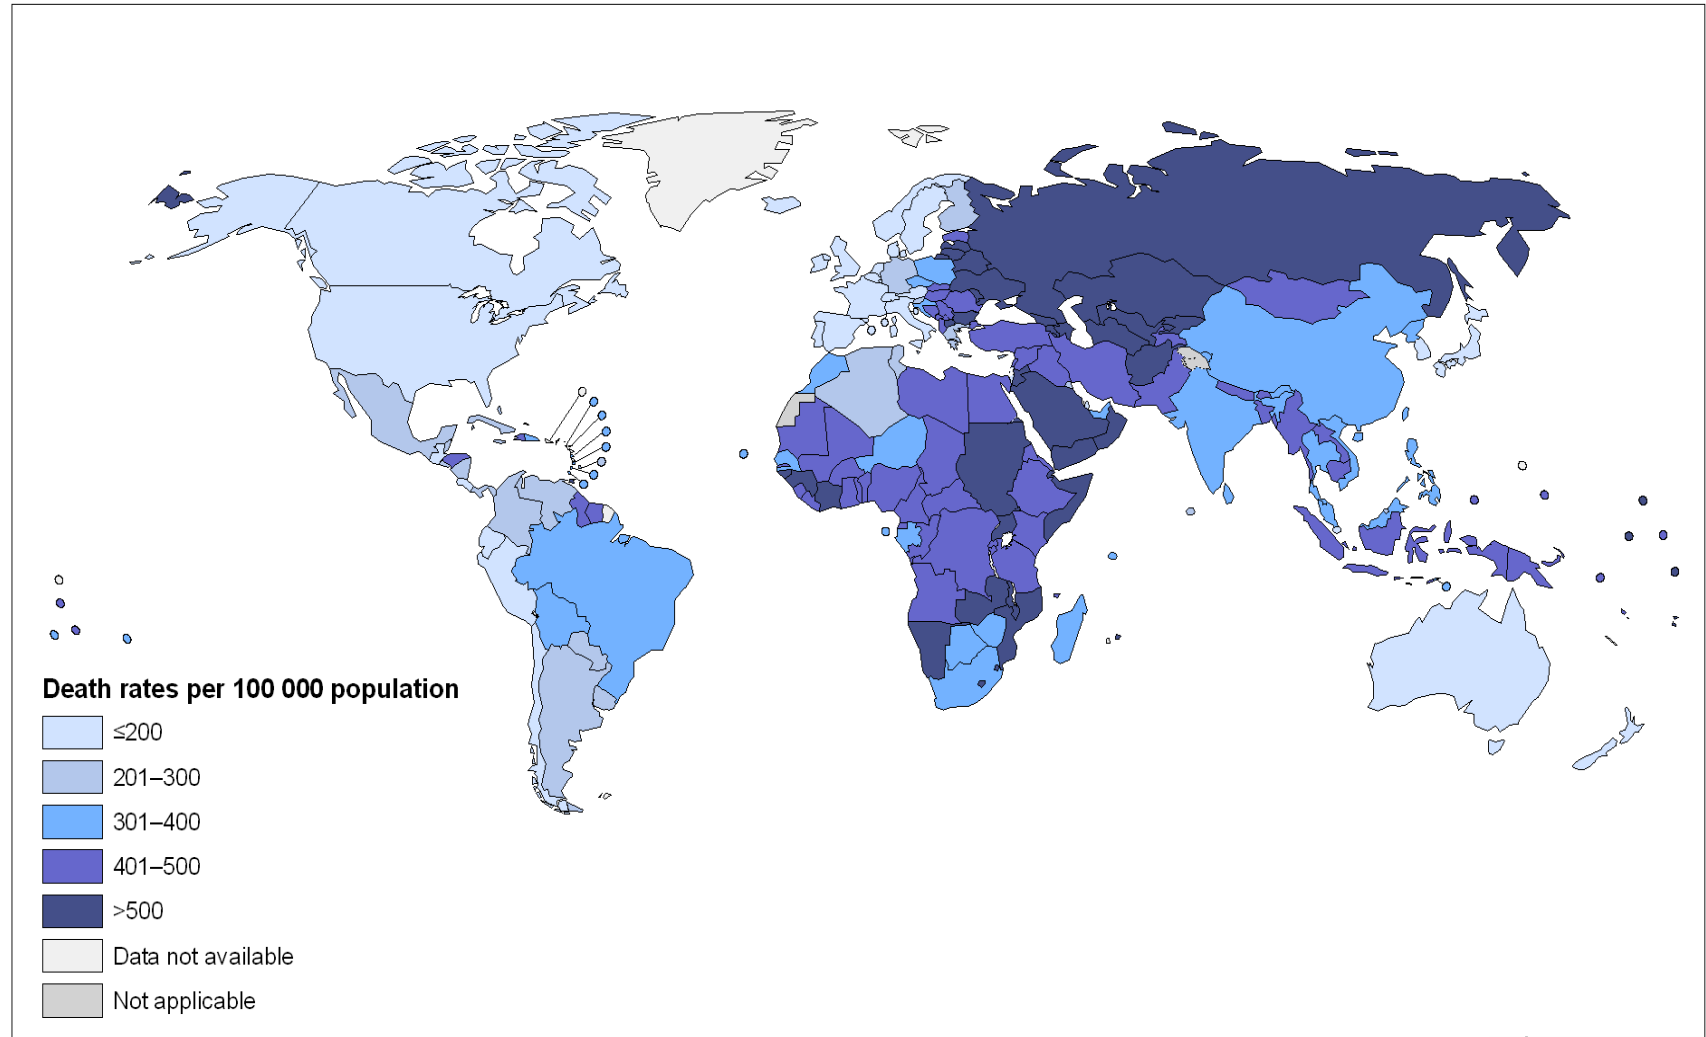 Death rates per 100 000 population
≤200
201–300
301–400
401–500
>500
Data not available
Not applicable